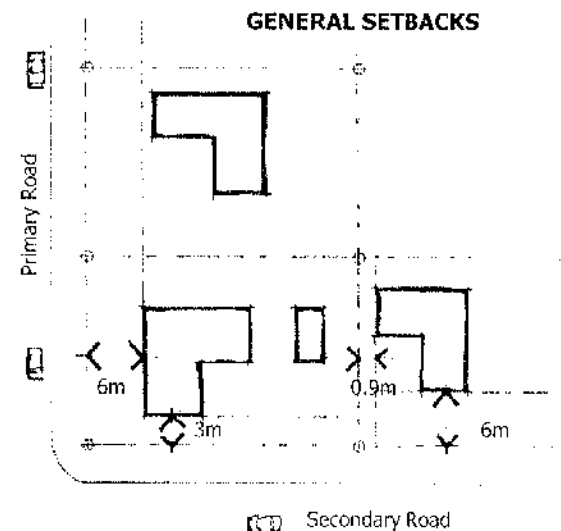 GENERAL SETBACKS
Primary Road
6m
0.9m
3m
6m
Secondary Road